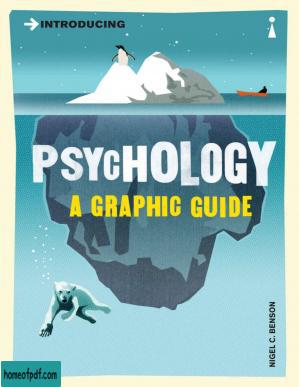 INTRODUCING
PSYcHOLOGY
A GRAPHIC GUIDE
NIGEL C. BENSON
homeofpdf.com